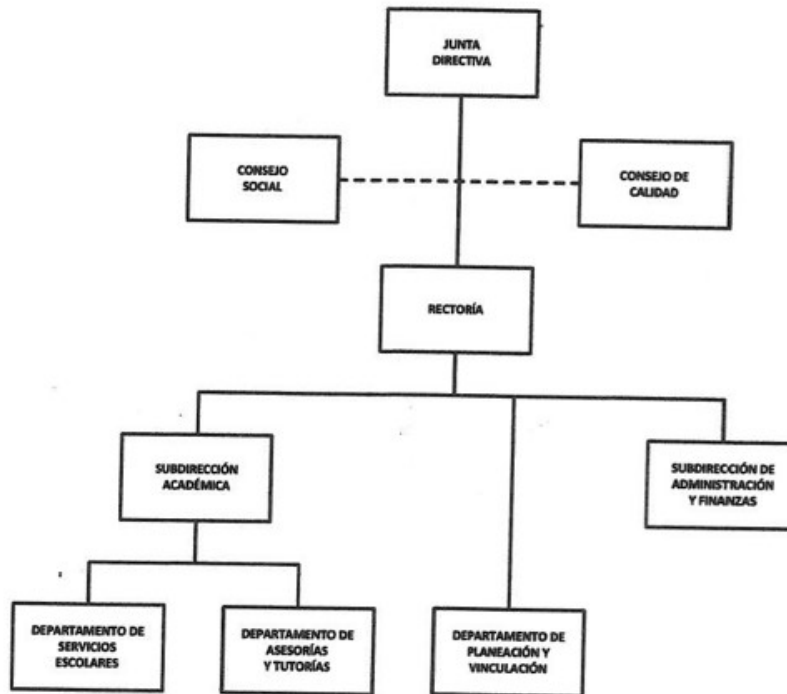 JUNTA
DIRECTIVA
CONSEJO
SOCIAL
CONSEJO DE
CALIDAD
RECTORÍA
SUBDIRECCIÓN
ACADÉMICA
SUBDIRECCIÓN DE
ADMINISTRACIÓN
Y FINANZAS
DEPARTAMENTO DE
SERVICIOS
ESCOLARES
DEPARTAMENTO DE
ASESORÍAS
Y TUTORÍAS
DEPARTAMENTO DE
PLANEACIÓN Y
VINCULACIÓN